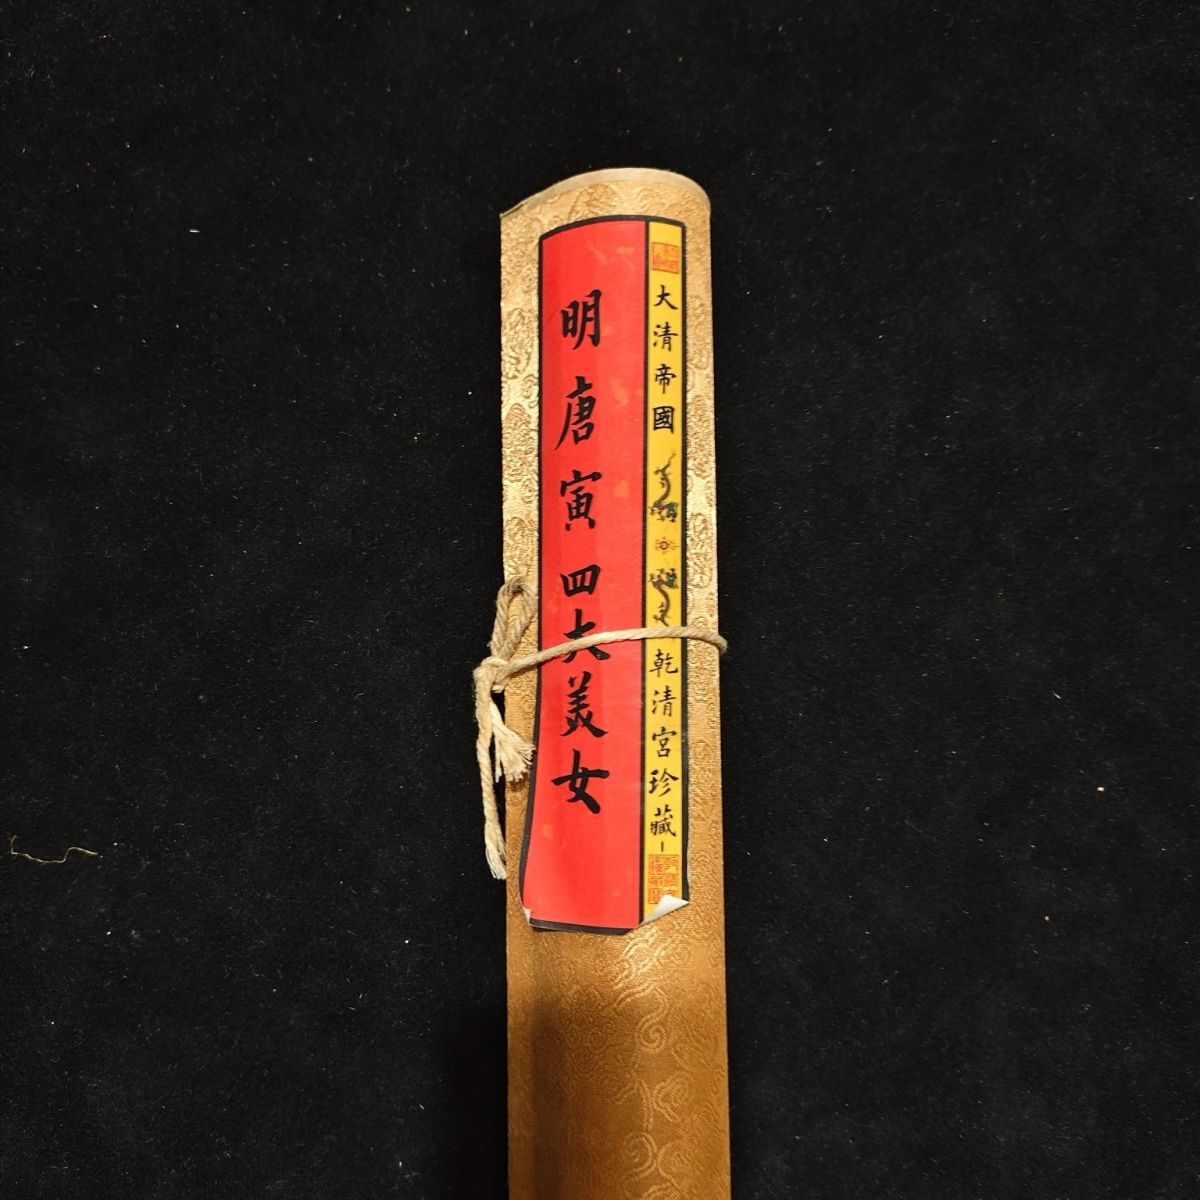 大清帝國 乾清宮珍藏
明 唐寅 四大美女